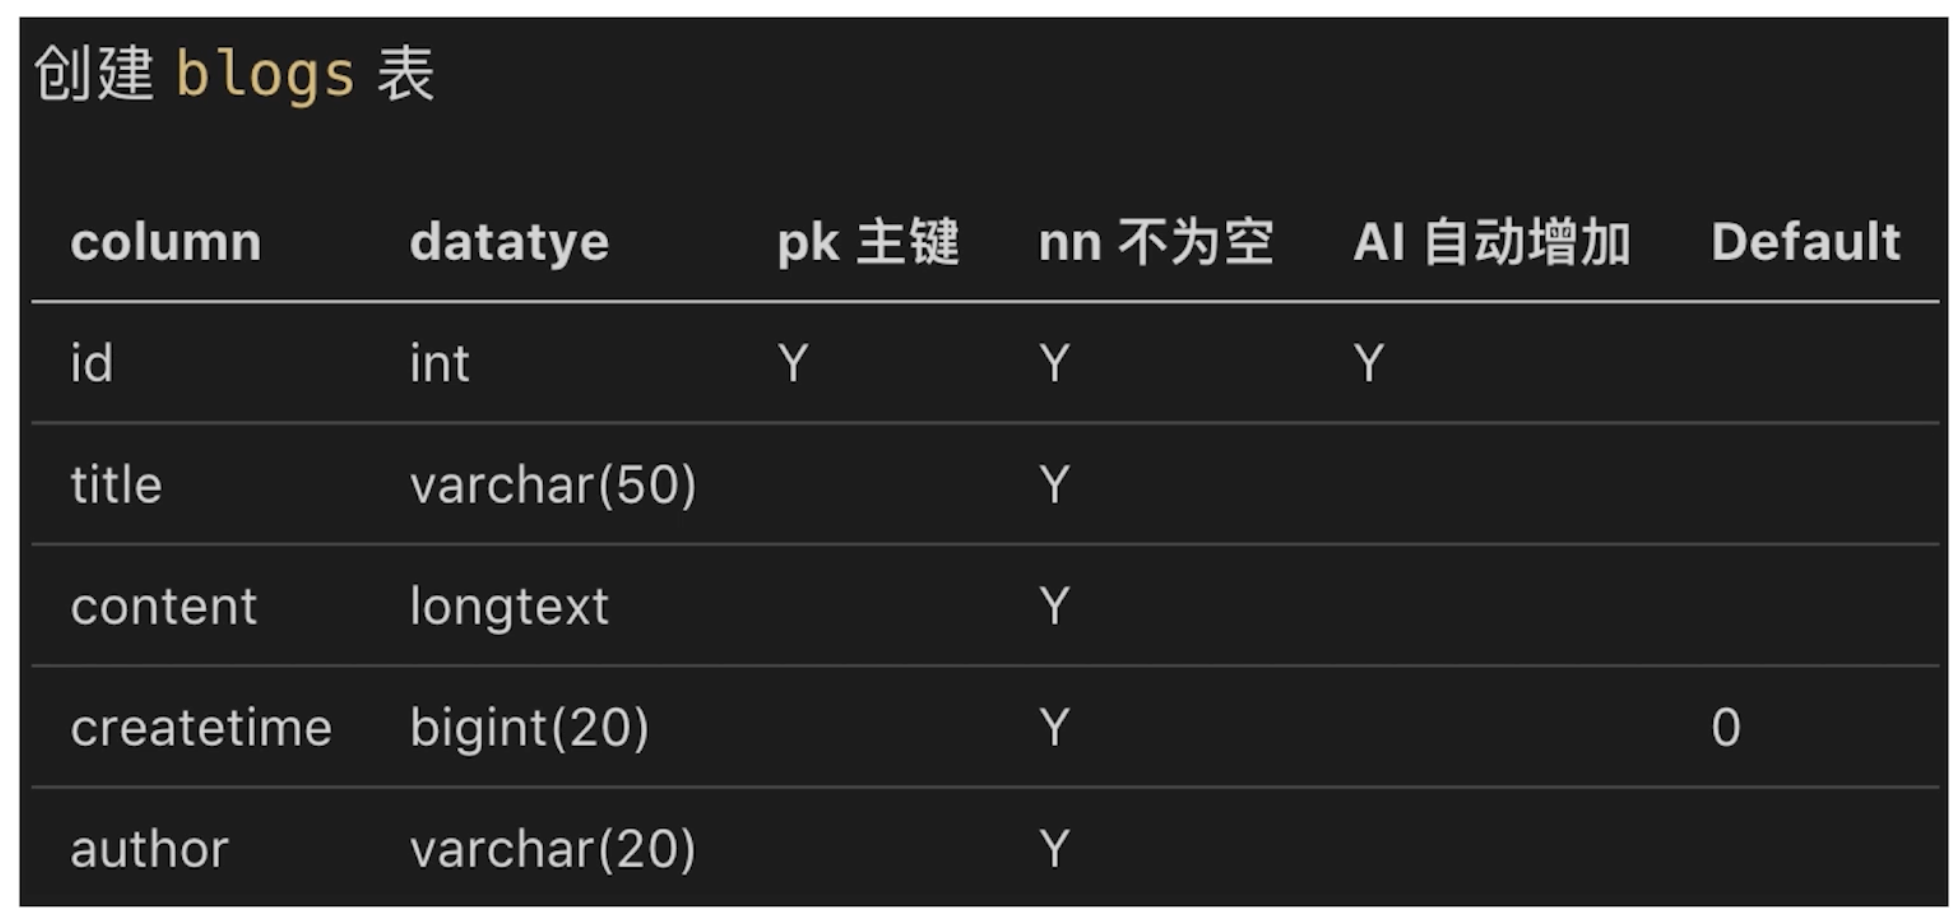 创建 blogs 表
column datatye pk 主键 nn 不为空 AI 自动增加 Default
id int Y Y Y
title varchar(50) Y
content longtext Y
createtime bigint(20) Y 0
author varchar(20) Y